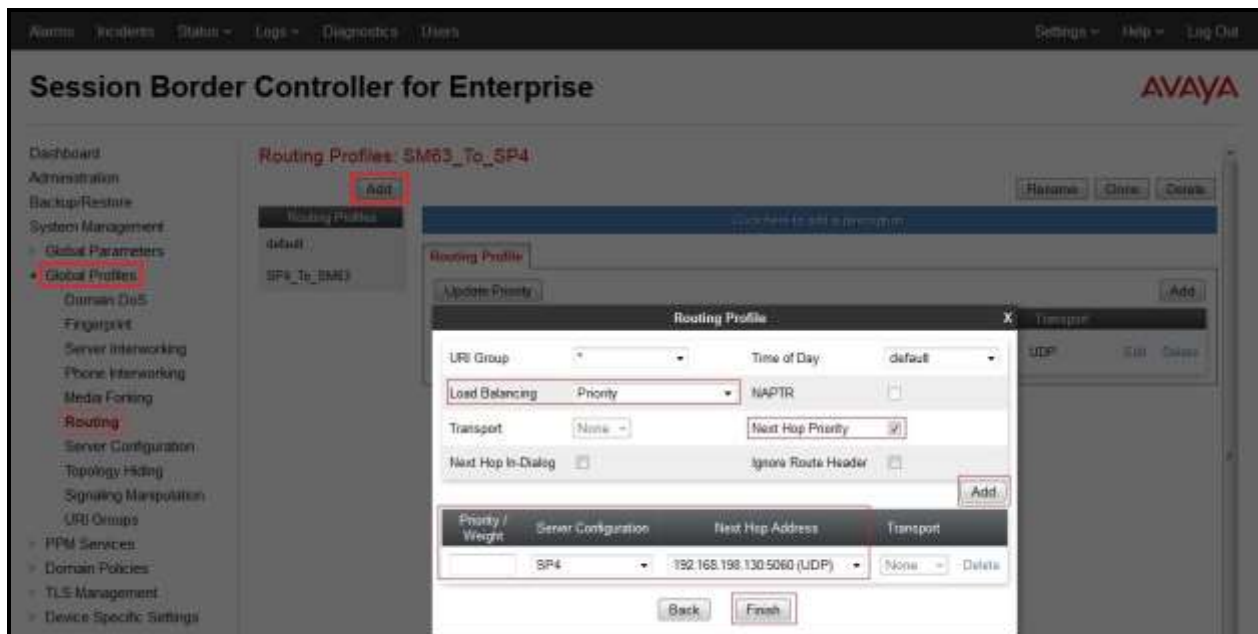 Alarms Incidents Status Logs Diagnostics Users Settings Help Log Out
Session Border Controller for Enterprise
AVAYA
Dashboard
Administration
Backup/Restore
System Management
Global Parameters
Global Profiles
Domain DoS
Fingerprint
Server Interworking
Phone Interworking
Media Forking
Routing
Server Configuration
Topology Hiding
Signaling Manipulation
URI Groups
PPM Services
Domain Policies
TLS Management
Device Specific Settings
Routing Profiles: SM63_To_SP4
Add
Rename Clone Delete
Routing Profiles
default
SP4_To_SM63
Click here to add a description.
Routing Profile
Update Priority Add
Transport
UDP Edit Delete
Routing Profile X
URI Group * Time of Day default
Load Balancing Priority NAPTR
Transport None Next Hop Priority
Next Hop In-Dialog Ignore Route Header
Add
Priority / Weight Server Configuration Next Hop Address Transport
SP4 192.168.198.130:5060 (UDP) None Delete
Back Finish